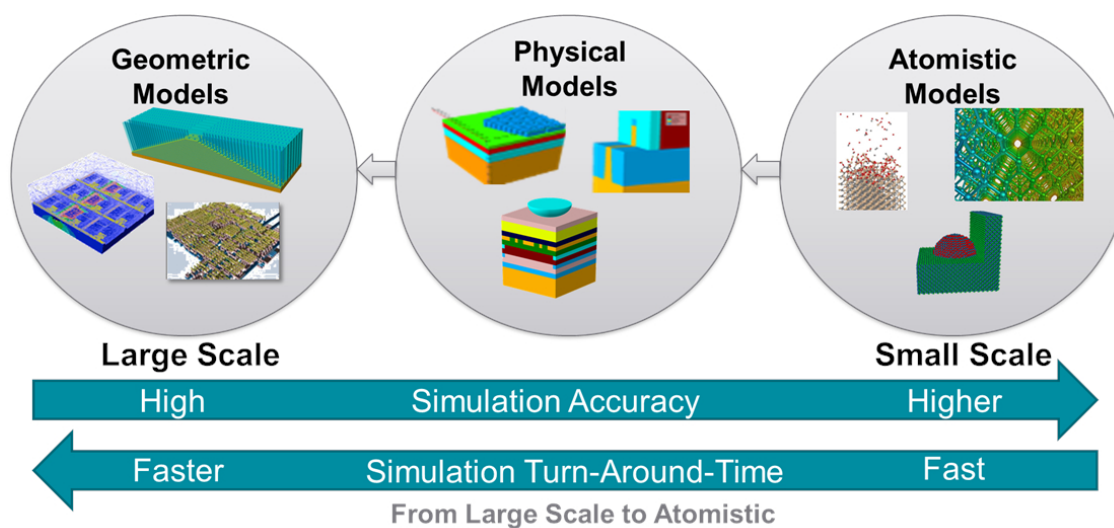 Geometric
Models
Physical
Models
Atomistic
Models
Large Scale
Small Scale
High
Simulation Accuracy
Higher
Faster
Simulation Turn-Around-Time
Fast
From Large Scale to Atomistic